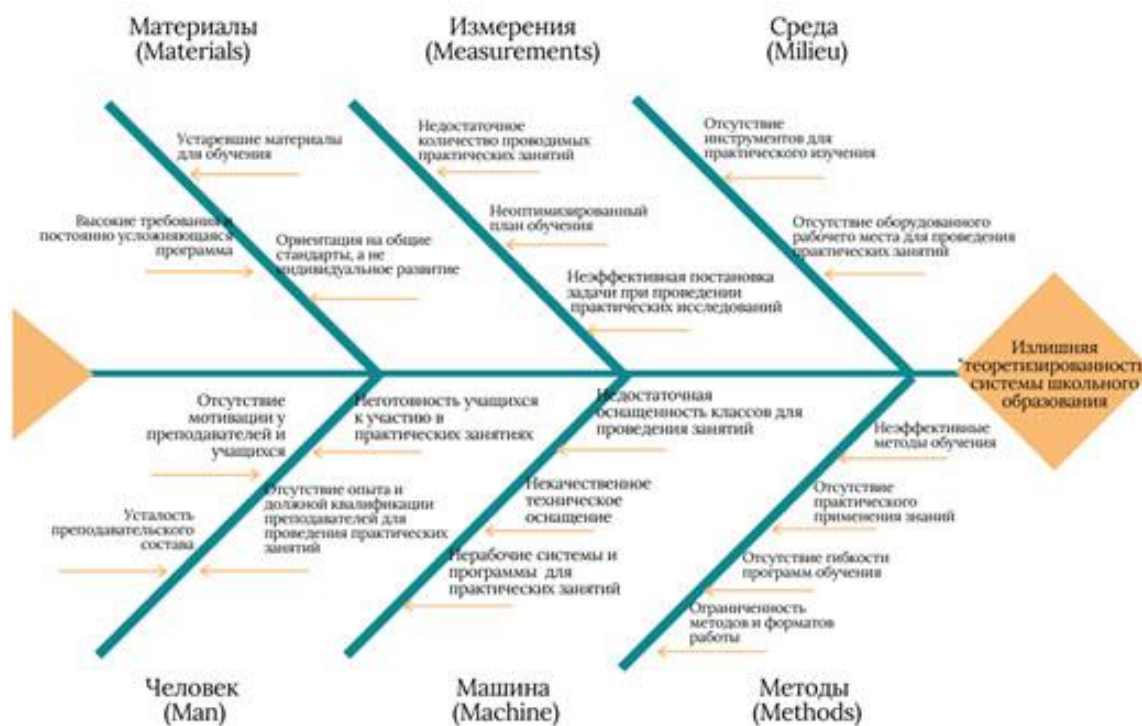 Материалы
(Materials)
Измерения
(Measurements)
Среда
(Milieu)
Устаревшие материалы
для обучения
Высокие требования и
постоянно усложняющаяся
программа
Ориентация на общие
стандарты, а не
индивидуальное развитие
Недостаточное
количество проводимых
практических занятий
Неоптимизированный
план обучения
Неэффективная постановка
задачи при проведении
практических исследований
Отсутствие
инструментов для
практического изучения
Отсутствие оборудованного
рабочего места для проведения
практических занятий
Излишняя
"теоретизированность
системы школьного
образования
Отсутствие
мотивации у
преподавателей и
учащихся
Неготовность учащихся
к участию в
практических занятиях
Усталость
преподавательского
состава
Отсутствие опыта и
должной квалификации
преподавателей для
проведения практических
занятий
Недостаточная
оснащенность классов для
проведения занятий
Некачественное
техническое
оснащение
Нерабочие системы и
программы для
практических занятий
Неэффективные
методы обучения
Отсутствие
практического
применения знаний
Отсутствие гибкости
программ обучения
Ограниченность
методов и форматов
работы
Человек
(Man)
Машина
(Machine)
Методы
(Methods)